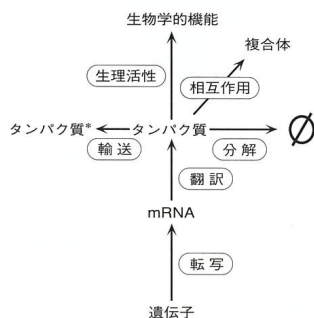 生物学的機能
複合体
生理活性
相互作用
タンパク質* タンパク質 ∅
輸送 分解
翻訳
mRNA
転写
遺伝子